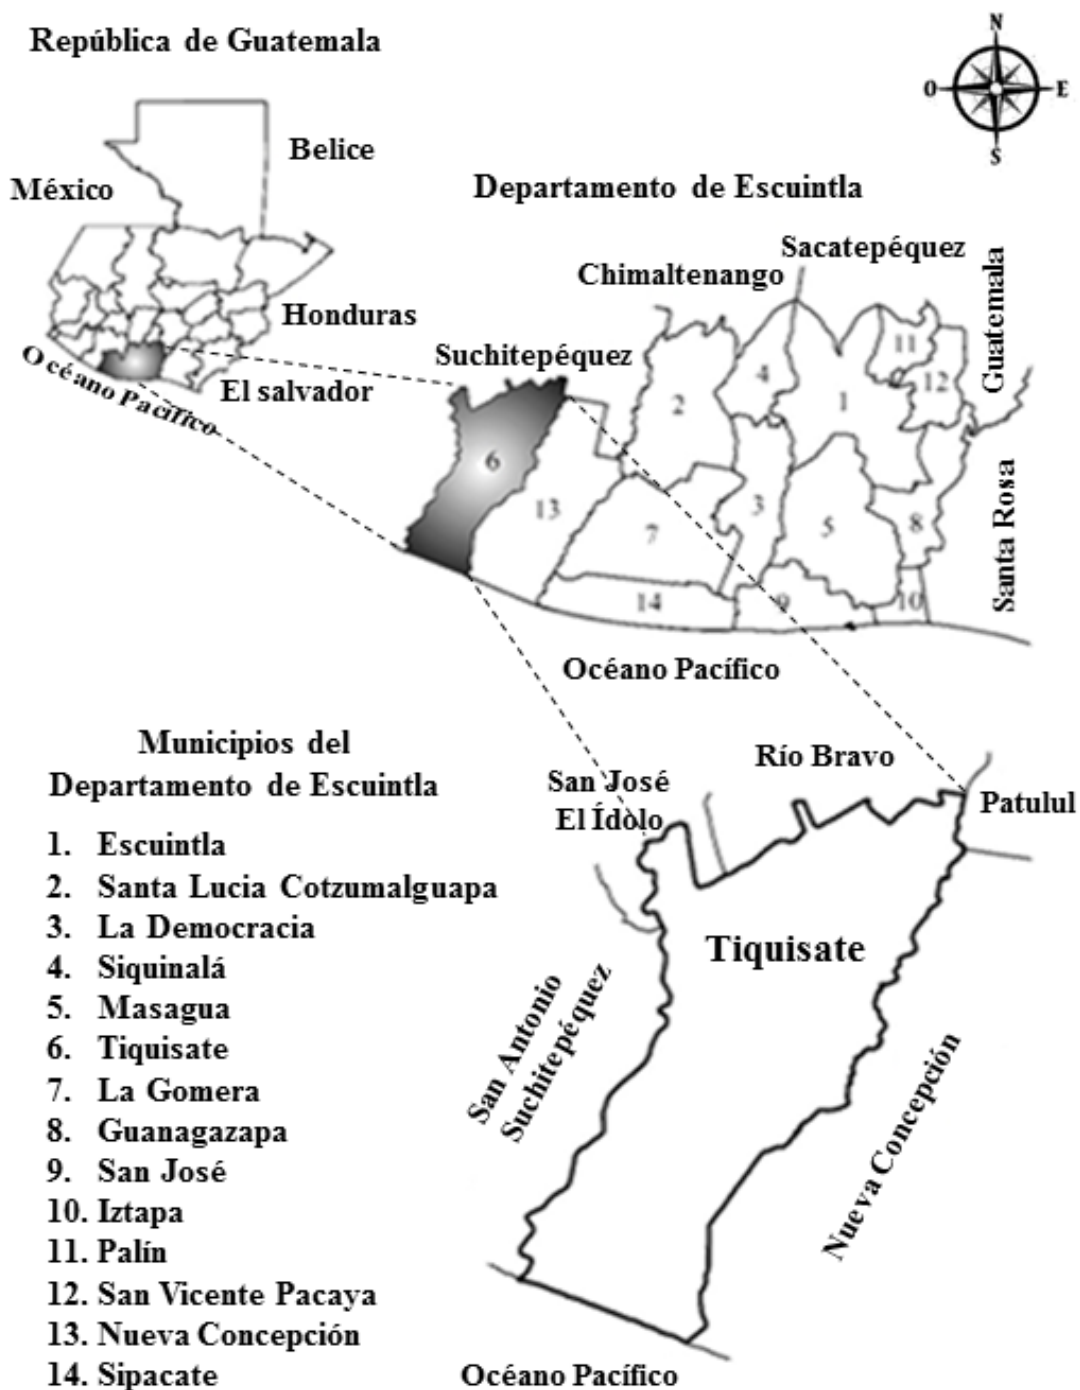 República de Guatemala
N
O
E
S
Belice
México
Honduras
El salvador
Océano Pacífico
Departamento de Escuintla
Sacatepéquez
Chimaltenango
Guatemala
Suchitepéquez
Santa Rosa
11
4
12
2
1
6
13
3
7
5
8
14
9
10
Océano Pacífico
Municipios del
Departamento de Escuintla
1. Escuintla
2. Santa Lucia Cotzumalguapa
3. La Democracia
4. Siquinalá
5. Masagua
6. Tiquisate
7. La Gomera
8. Guanagazapa
9. San José
10. Iztapa
11. Palín
12. San Vicente Pacaya
13. Nueva Concepción
14. Sipacate
Río Bravo
San José
El Ídolo
Patulul
Tiquisate
San Antonio
Suchitepéquez
Nueva Concepción
Océano Pacífico